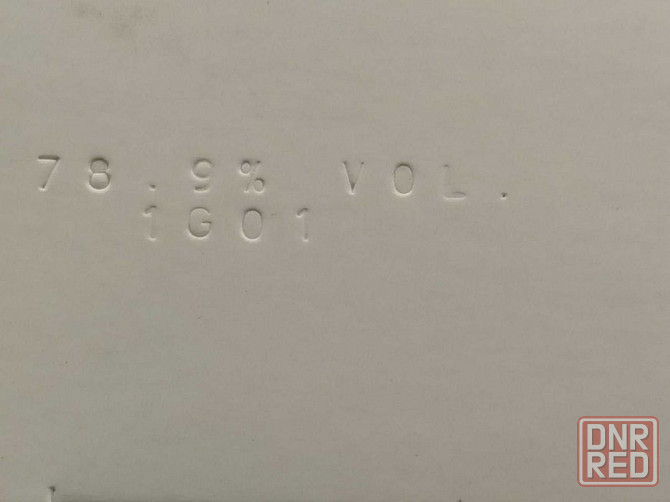 78.9% VOL.
1G01
DNR
RED